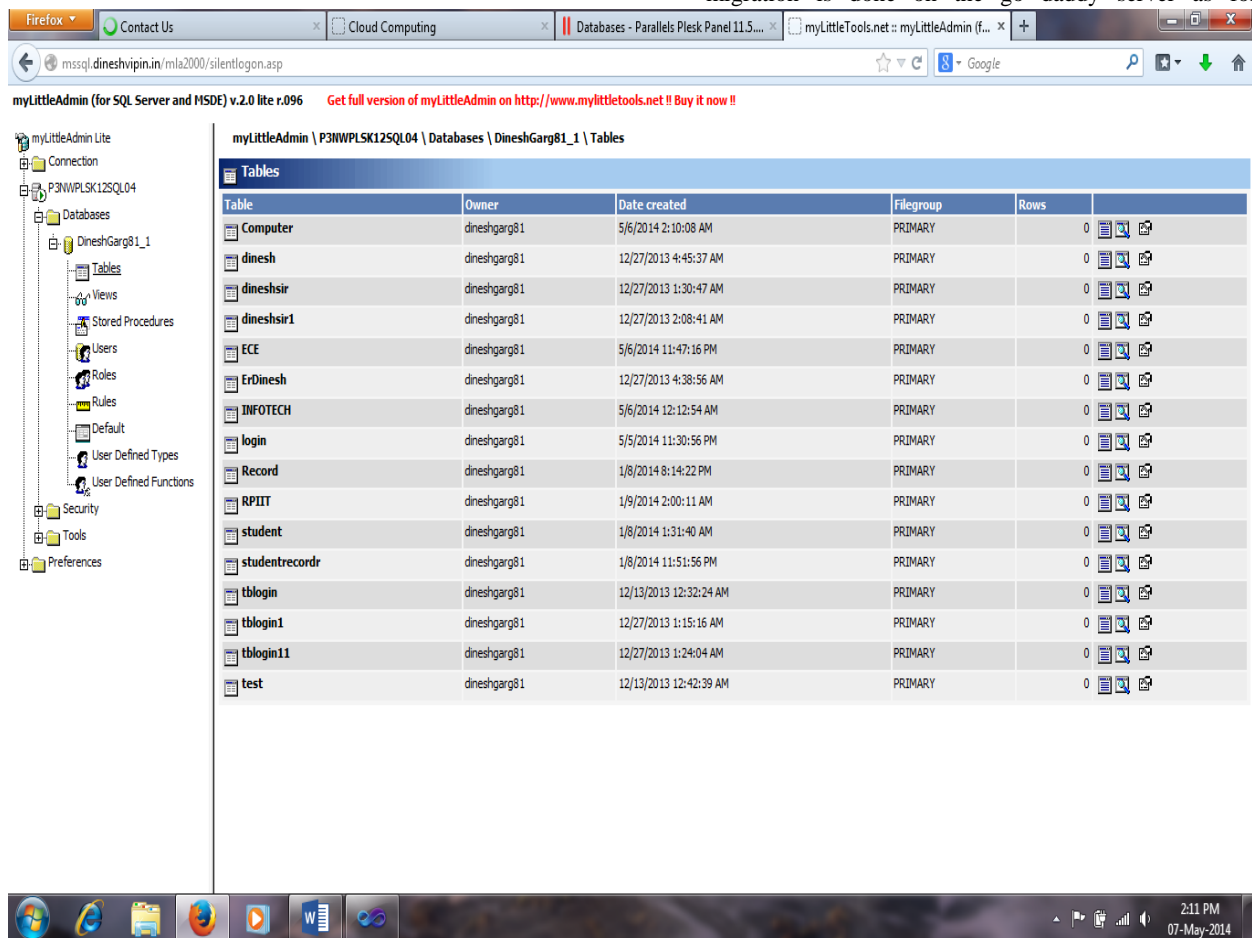 migration is done on the go daddy server as
Firefox
Contact Us
Cloud Computing
Databases - Parallels Plesk Panel 11.5....
myLittleTools.net :: myLittleAdmin (f...
mssql.dineshvipin.in/mla2000/silentlogon.asp
Google
myLittleAdmin (for SQL Server and MSDE) v.2.0 lite r.096 Get full version of myLittleAdmin on http://www.mylittletools.net !! Buy it now !!
myLittleAdmin Lite
Connection
P3NWPLSK12SQL04
Databases
DineshGarg81_1
Tables
Views
Stored Procedures
Users
Roles
Rules
Default
User Defined Types
User Defined Functions
Security
Tools
Preferences
myLittleAdmin \ P3NWPLSK12SQL04 \ Databases \ DineshGarg81_1 \ Tables
Tables
Table Owner Date created Filegroup Rows
Computer dineshgarg81 5/6/2014 2:10:08 AM PRIMARY 0
dinesh dineshgarg81 12/27/2013 4:45:37 AM PRIMARY 0
dineshsir dineshgarg81 12/27/2013 1:30:47 AM PRIMARY 0
dineshsir1 dineshgarg81 12/27/2013 2:08:41 AM PRIMARY 0
ECE dineshgarg81 5/6/2014 11:47:16 PM PRIMARY 0
ErDinesh dineshgarg81 12/27/2013 4:38:56 AM PRIMARY 0
INFOTECH dineshgarg81 5/6/2014 12:12:54 AM PRIMARY 0
login dineshgarg81 5/5/2014 11:30:56 PM PRIMARY 0
Record dineshgarg81 1/8/2014 8:14:22 PM PRIMARY 0
RPIIT dineshgarg81 1/9/2014 2:00:11 AM PRIMARY 0
student dineshgarg81 1/8/2014 1:31:40 AM PRIMARY 0
studentrecordr dineshgarg81 1/8/2014 11:51:56 PM PRIMARY 0
tblogin dineshgarg81 12/13/2013 12:32:24 AM PRIMARY 0
tblogin1 dineshgarg81 12/27/2013 1:15:16 AM PRIMARY 0
tblogin11 dineshgarg81 12/27/2013 1:24:04 AM PRIMARY 0
test dineshgarg81 12/13/2013 12:42:39 AM PRIMARY 0
2:11 PM
07-May-2014